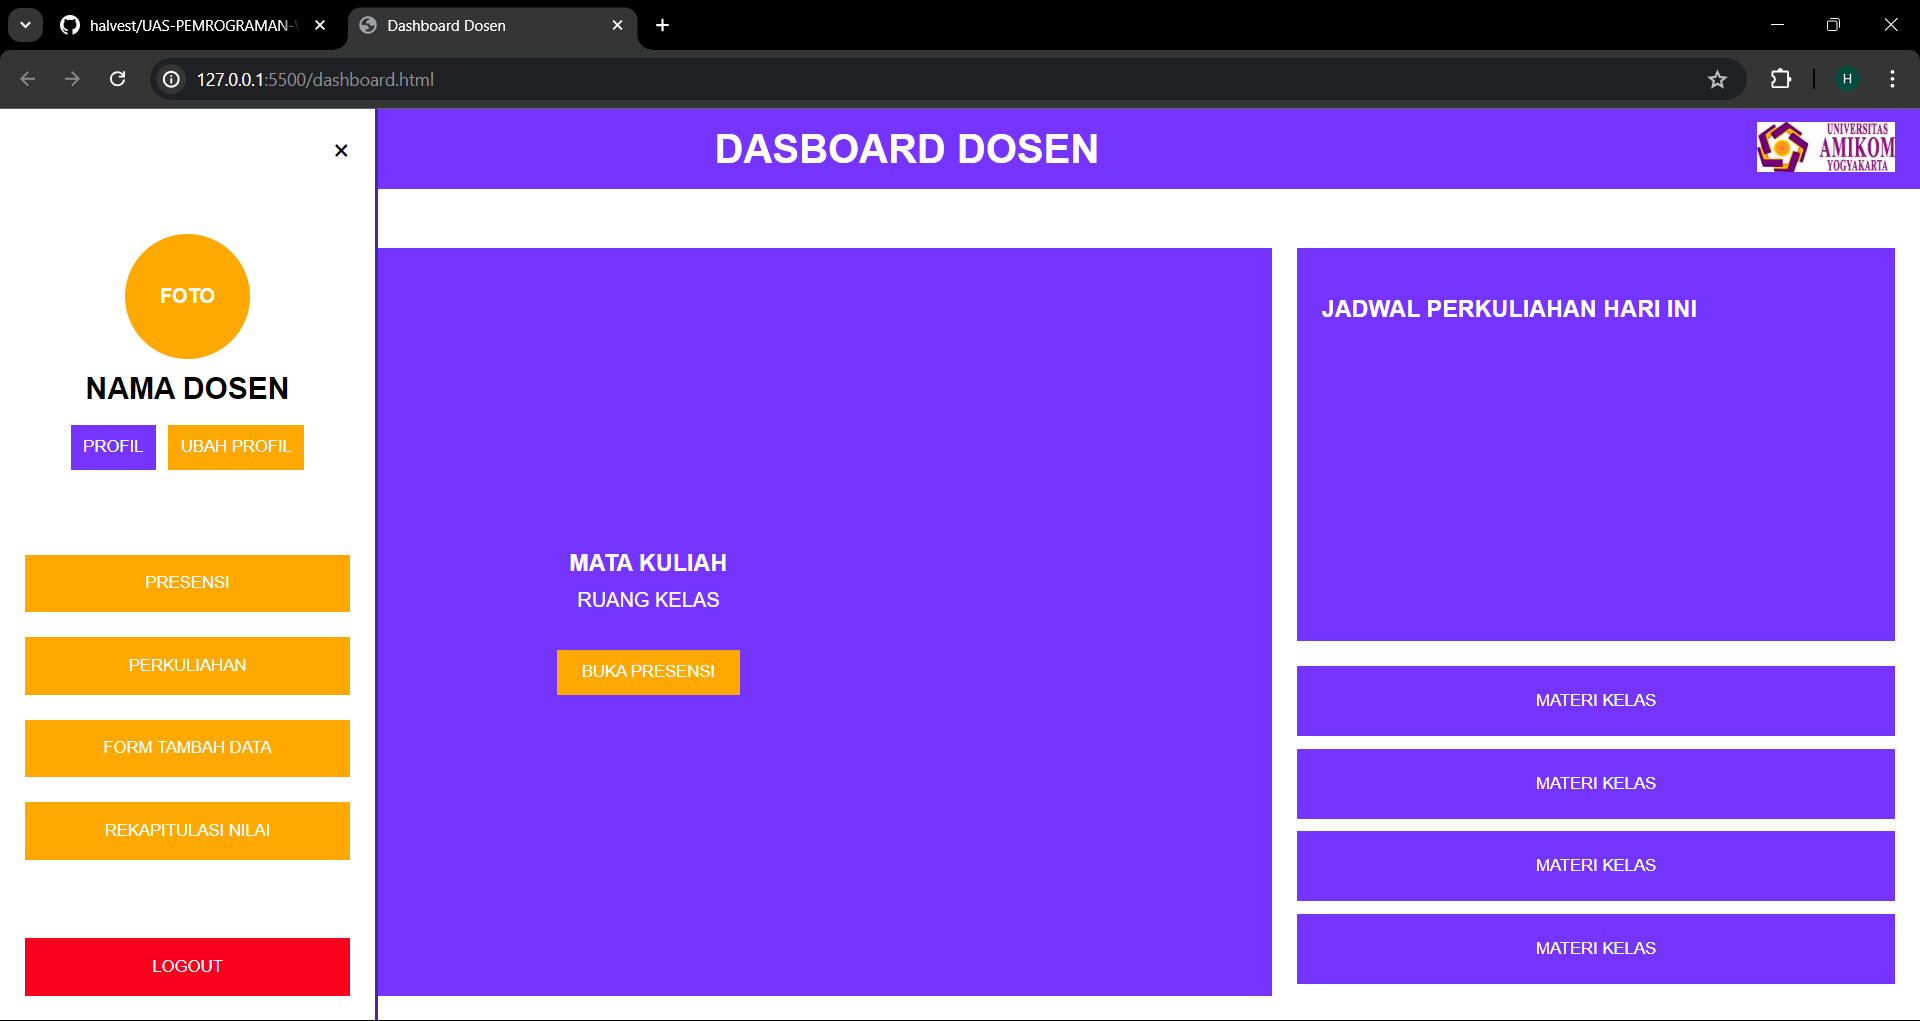 halvest/UAS-PEMROGRAMAN-
Dashboard Dosen
127.0.0.1:5500/dashboard.html
H
DASBOARD DOSEN
UNIVERSITAS
AMIKOM
YOGYAKARTA
FOTO
NAMA DOSEN
PROFIL
UBAH PROFIL
PRESENSI
PERKULIAHAN
FORM TAMBAH DATA
REKAPITULASI NILAI
LOGOUT
MATA KULIAH
RUANG KELAS
BUKA PRESENSI
JADWAL PERKULIAHAN HARI INI
MATERI KELAS
MATERI KELAS
MATERI KELAS
MATERI KELAS